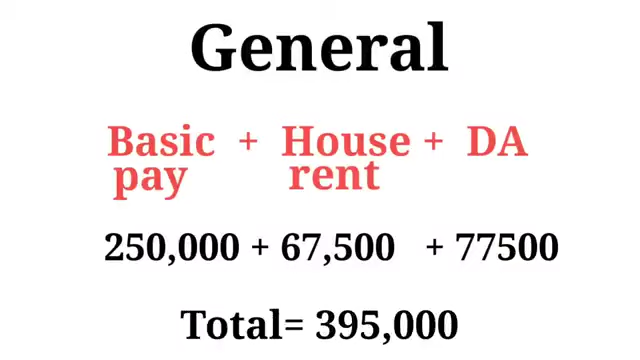 General
Basic + House + DA
pay rent
250,000 + 67,500 + 77500
Total= 395,000